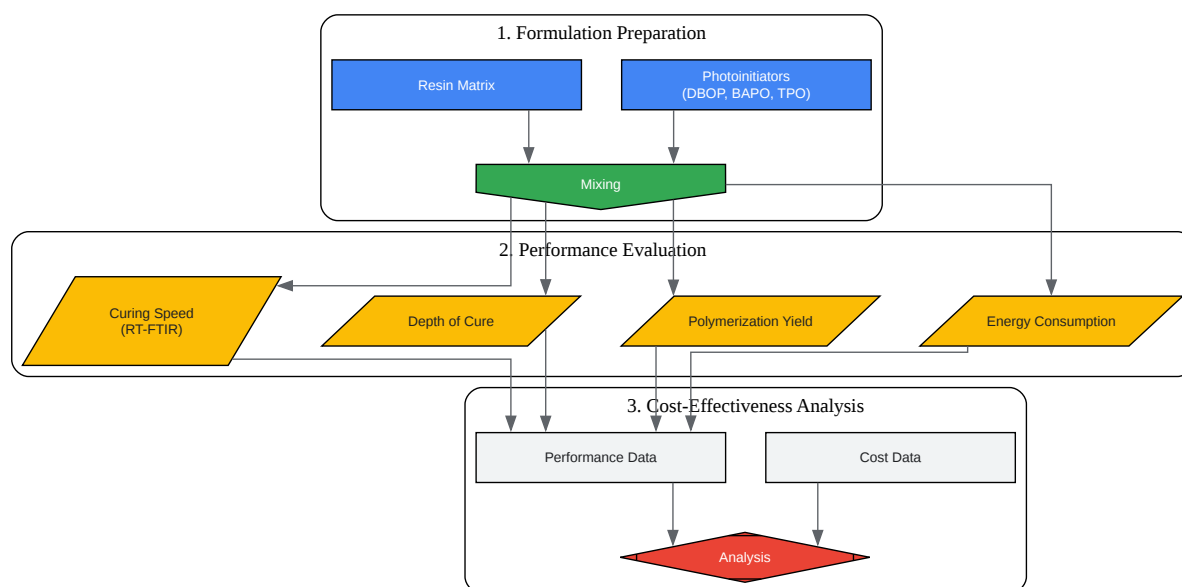 1. Formulation Preparation
Resin Matrix
Photoinitiators
(DBOP, BAPO, TPO)
Mixing
2. Performance Evaluation
Curing Speed
(RT-FTIR)
Depth of Cure
Polymerization Yield
Energy Consumption
3. Cost-Effectiveness Analysis
Performance Data
Cost Data
Analysis